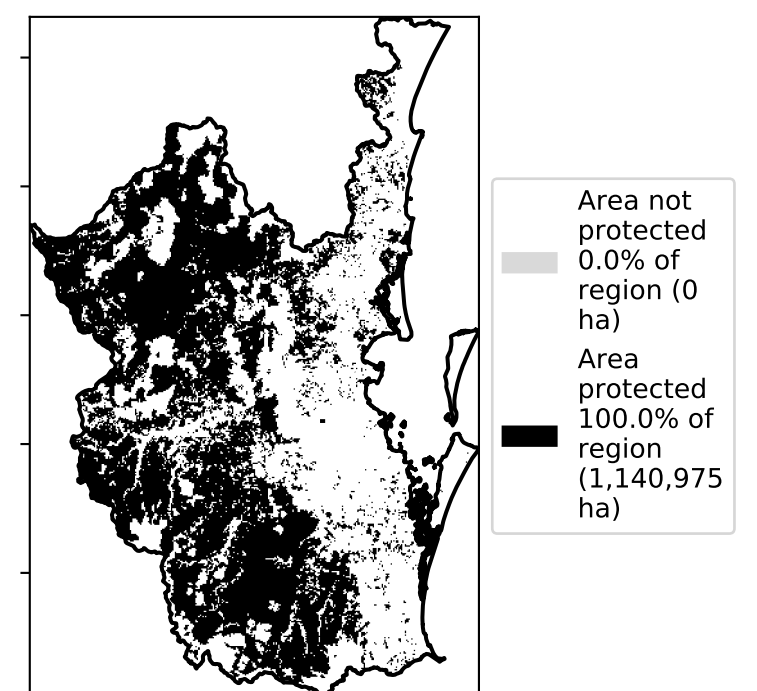 Area not
protected
0.0% of
region (0
ha)
Area
protected
100.0% of
region
(1,140,975
ha)